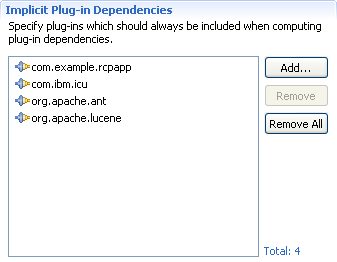 Implicit Plug-in Dependencies
Specify plug-ins which should always be included when computing
plug-in dependencies.
com.example.rcpapp
com.ibm.icu
org.apache.ant
org.apache.lucene
Add...
Remove
Remove All
Total: 4